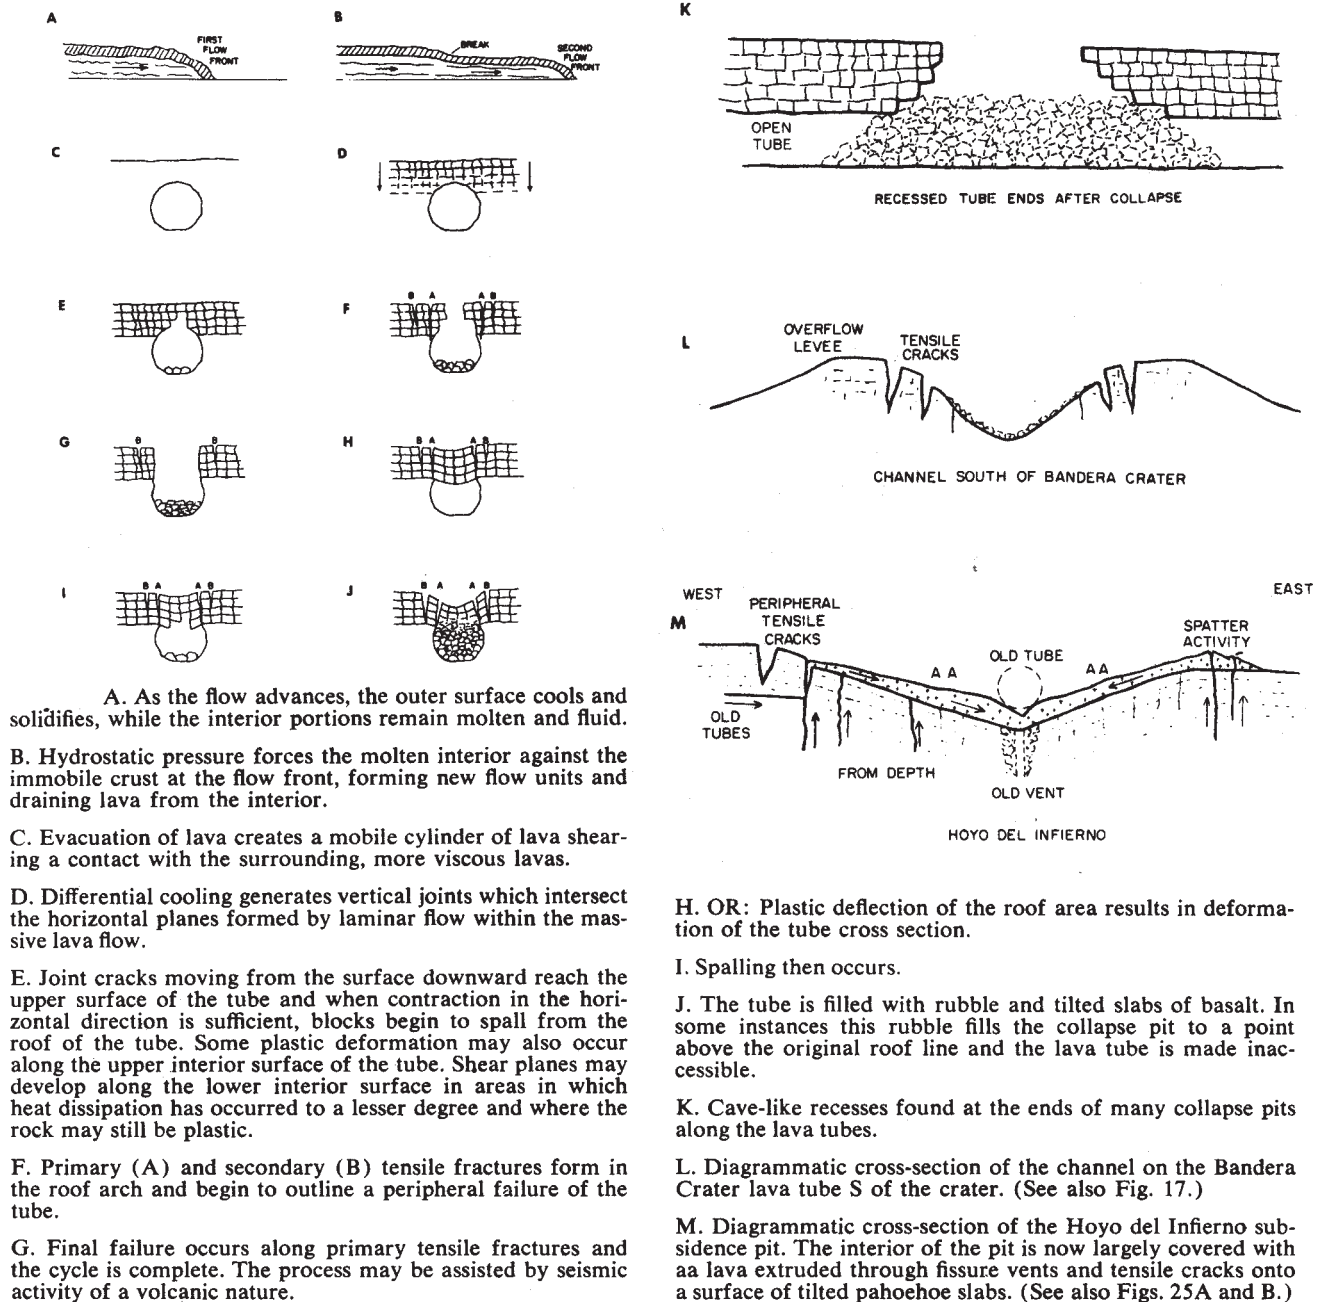 A
FIRST
FLOW
FRONT
B
BREAK
SECOND
FLOW
FRONT
C
D
E
F
B A A B
G
B B
H
B A A B
I
B A A B
J
B A A B
A. As the flow advances, the outer surface cools and
solidifies, while the interior portions remain molten and fluid.
B. Hydrostatic pressure forces the molten interior against the
immobile crust at the flow front, forming new flow units and
draining lava from the interior.
C. Evacuation of lava creates a mobile cylinder of lava shear-
ing a contact with the surrounding, more viscous lavas.
D. Differential cooling generates vertical joints which intersect
the horizontal planes formed by laminar flow within the mas-
sive lava flow.
E. Joint cracks moving from the surface downward reach the
upper surface of the tube and when contraction in the hori-
zontal direction is sufficient, blocks begin to spall from the
roof of the tube. Some plastic deformation may also occur
along the upper interior surface of the tube. Shear planes may
develop along the lower interior surface in areas in which
heat dissipation has occurred to a lesser degree and where the
rock may still be plastic.
F. Primary (A) and secondary (B) tensile fractures form in
the roof arch and begin to outline a peripheral failure of the
tube.
G. Final failure occurs along primary tensile fractures and
the cycle is complete. The process may be assisted by seismic
activity of a volcanic nature.
K
OPEN
TUBE
RECESSED TUBE ENDS AFTER COLLAPSE
L
OVERFLOW
LEVEE
TENSILE
CRACKS
CHANNEL SOUTH OF BANDERA CRATER
M
WEST
EAST
PERIPHERAL
TENSILE
CRACKS
OLD TUBE
SPATTER
ACTIVITY
AA
AA
OLD
TUBES
FROM DEPTH
OLD VENT
HOYO DEL INFIERNO
H. OR: Plastic deflection of the roof area results in deforma-
tion of the tube cross section.
I. Spalling then occurs.
J. The tube is filled with rubble and tilted slabs of basalt. In
some instances this rubble fills the collapse pit to a point
above the original roof line and the lava tube is made inac-
cessible.
K. Cave-like recesses found at the ends of many collapse pits
along the lava tubes.
L. Diagrammatic cross-section of the channel on the Bandera
Crater lava tube S of the crater. (See also Fig. 17.)
M. Diagrammatic cross-section of the Hoyo del Infierno sub-
sidence pit. The interior of the pit is now largely covered with
aa lava extruded through fissure vents and tensile cracks onto
a surface of tilted pahoehoe slabs. (See also Figs. 25A and B.)